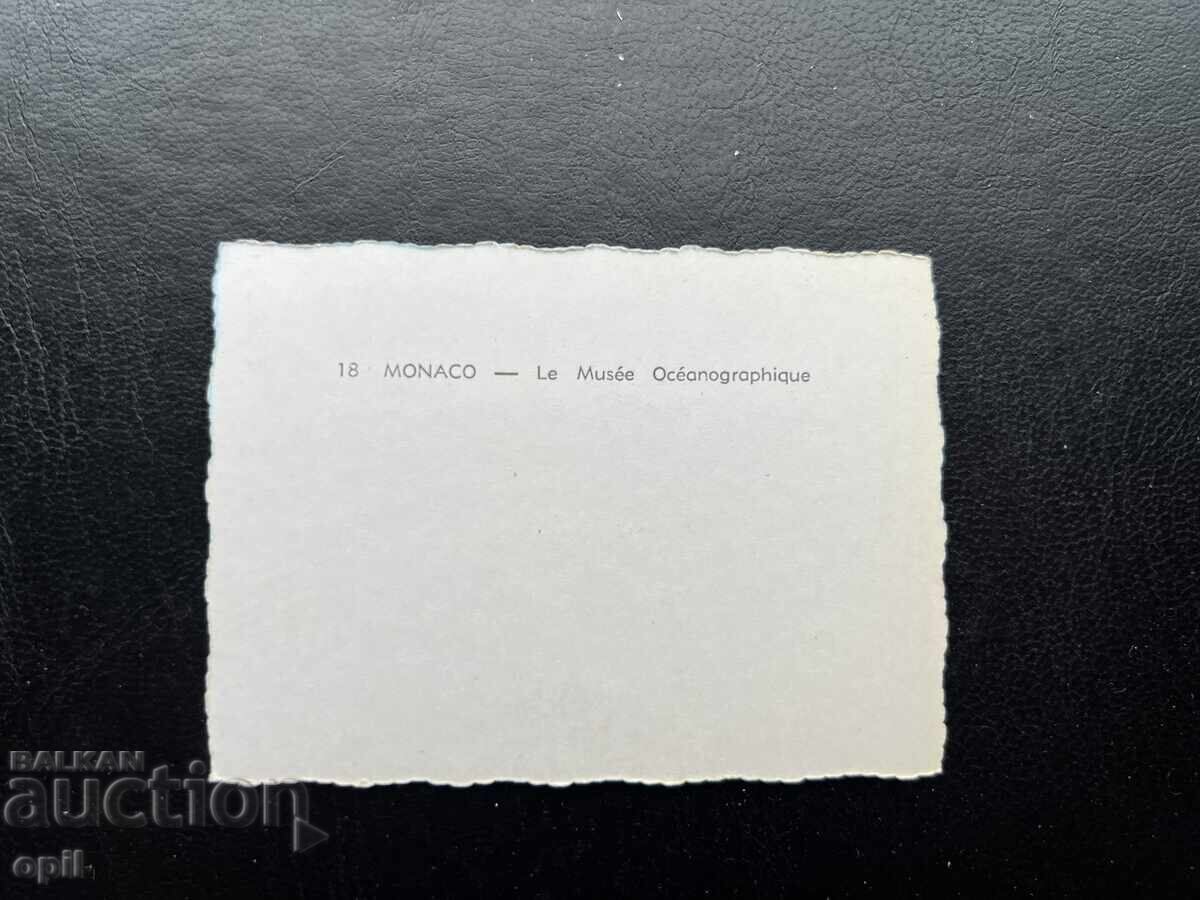 18 MONACO — Le Musée Océanographique
BALKAN
auction
opil